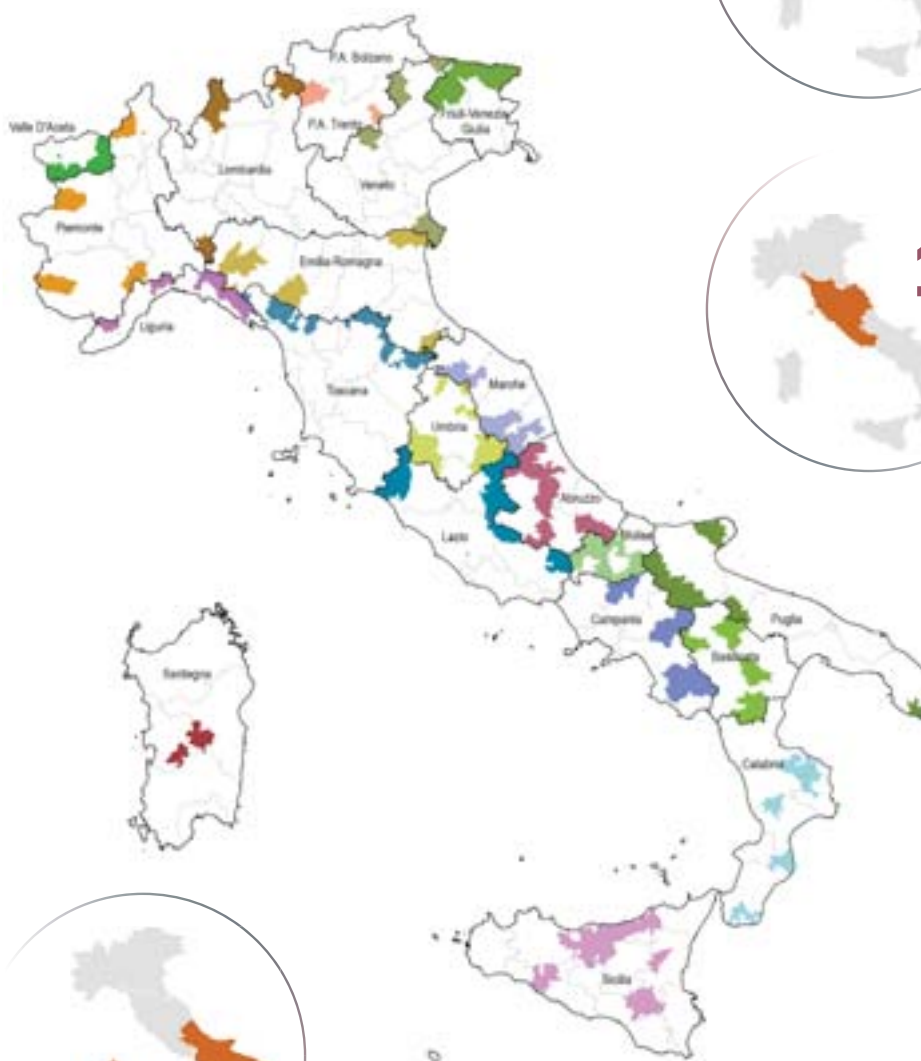 P.A. Bolzano
Valle D'Aosta
P.A. Trento
Friuli-Venezia
Giulia
Lombardia
Veneto
Piemonte
Emilia-Romagna
Liguria
Toscana
Marche
Umbria
Abruzzo
Lazio
Molise
Campania
Puglia
Basilicata
Sardegna
Calabria
Sicilia